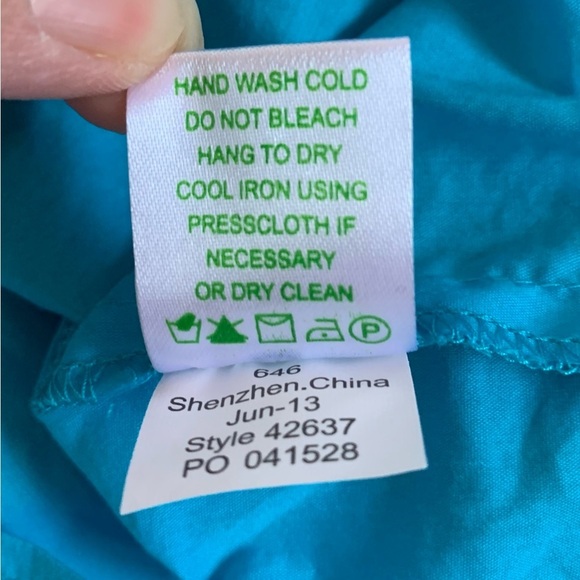 HAND WASH COLD
DO NOT BLEACH
HANG TO DRY
COOL IRON USING
PRESSCLOTH IF
NECESSARY
OR DRY CLEAN
P
646
Shenzhen.China
Jun-13
Style 42637
PO 041528